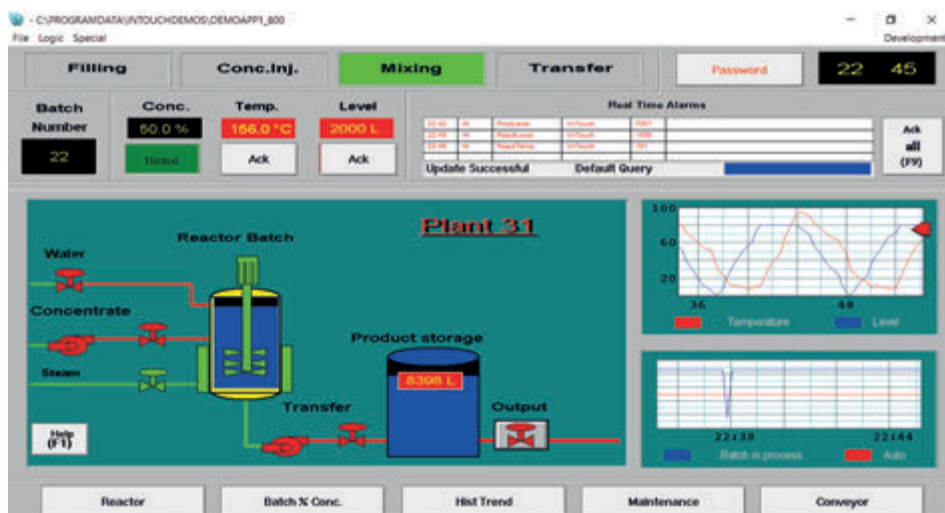 - C:\PROGRAMDATA\INTOUCHDEMOS\DEMOAPP1_800
File Logic Special
Development
Filling Conc.Inj. Mixing Transfer Password 22 45
Batch Number
22
Conc.
50.0 %
Temp.
156.0 °C
Ack
Level
2000 L
Ack
Real Time Alarms
Update Successful Default Query
Ack all (F9)
Plant 31
Reactor Batch
Water
Concentrate
Steam
Product storage
8398 L
Transfer
Output
Help (F1)
100
60
20
36 40
Temperature Level
22:38 22:44
Batch in process Auto
Reactor Batch % Conc. Hist Trend Maintenance Conveyor